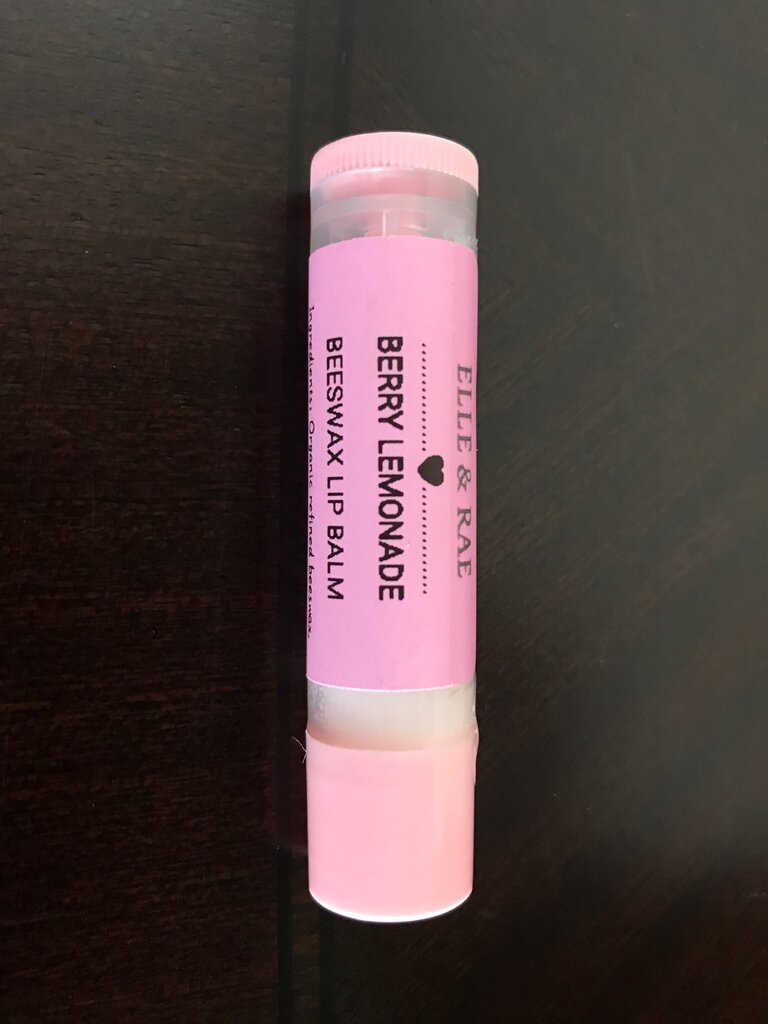 ELLE & RAE
BERRY LEMONADE
BEESWAX LIP BALM
Ingredients: Organic refined beeswax,